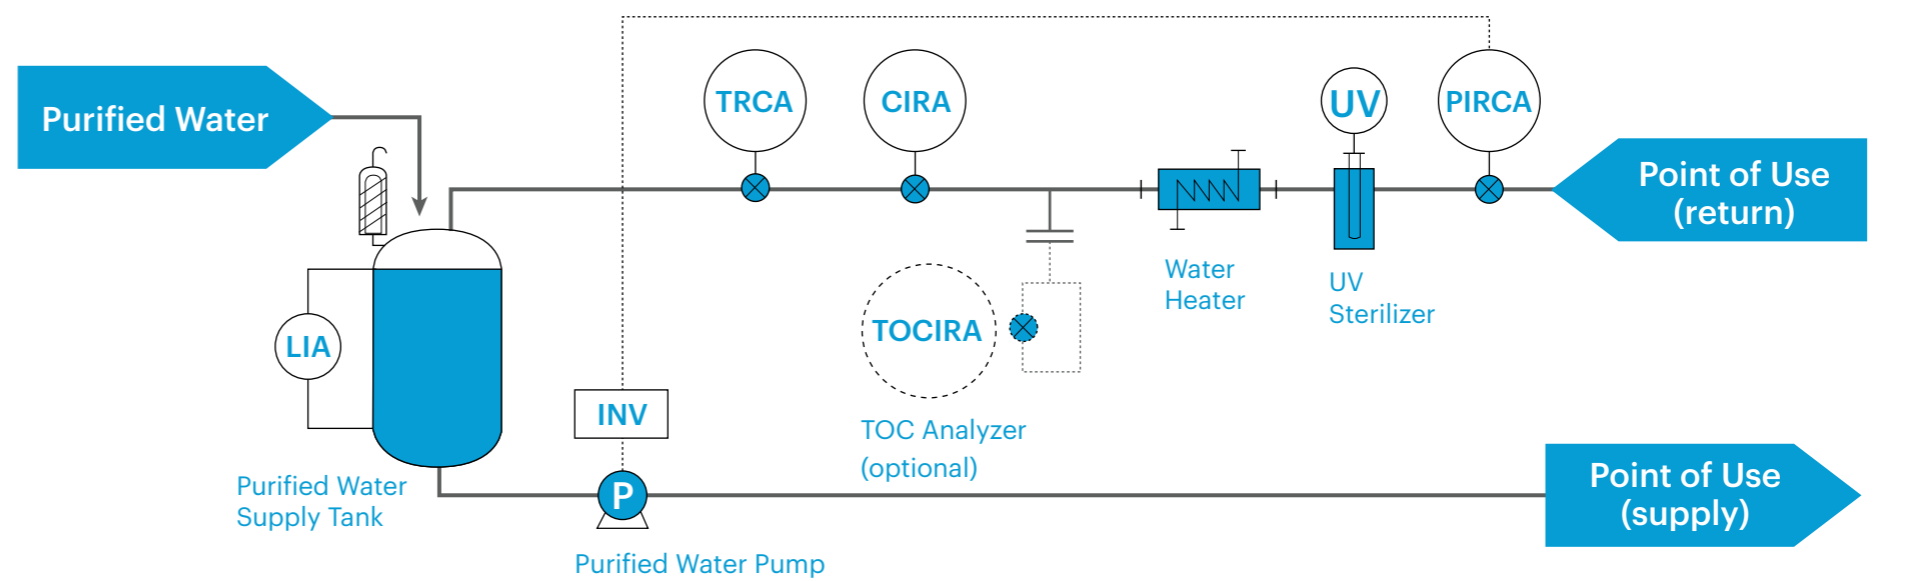 Purified Water
TRCA
CIRA
UV
PIRCA
Point of Use
(return)
Water
Heater
UV
Sterilizer
LIA
TOCIRA
INV
TOC Analyzer
(optional)
Purified Water
Supply Tank
P
Point of Use
(supply)
Purified Water Pump